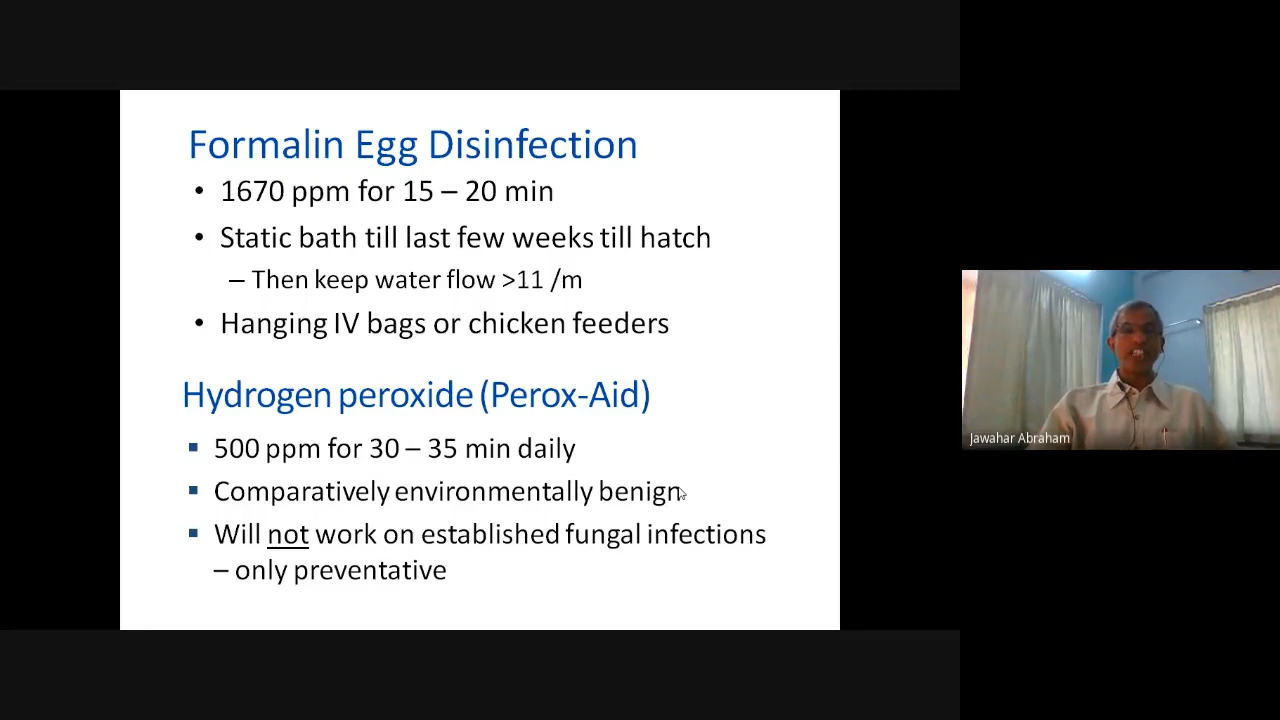 Formalin Egg Disinfection
• 1670 ppm for 15 – 20 min
• Static bath till last few weeks till hatch
– Then keep water flow >11 /m
• Hanging IV bags or chicken feeders
Hydrogen peroxide (Perox-Aid)
▪ 500 ppm for 30 – 35 min daily
▪ Comparatively environmentally benign
▪ Will not work on established fungal infections
– only preventative
Jawahar Abraham